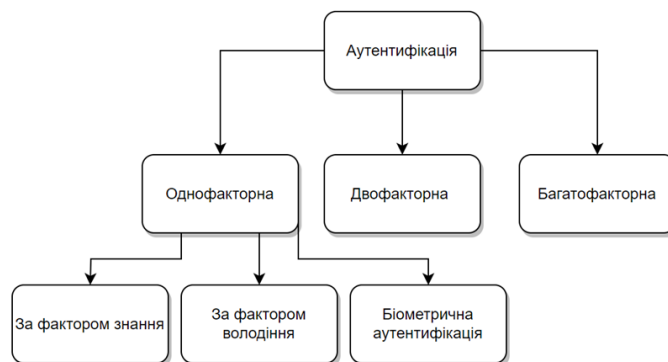 Аутентифікація
Однофакторна
Двофакторна
Багатофакторна
За фактором знання
За фактором
володіння
Біометрична
аутентифікація